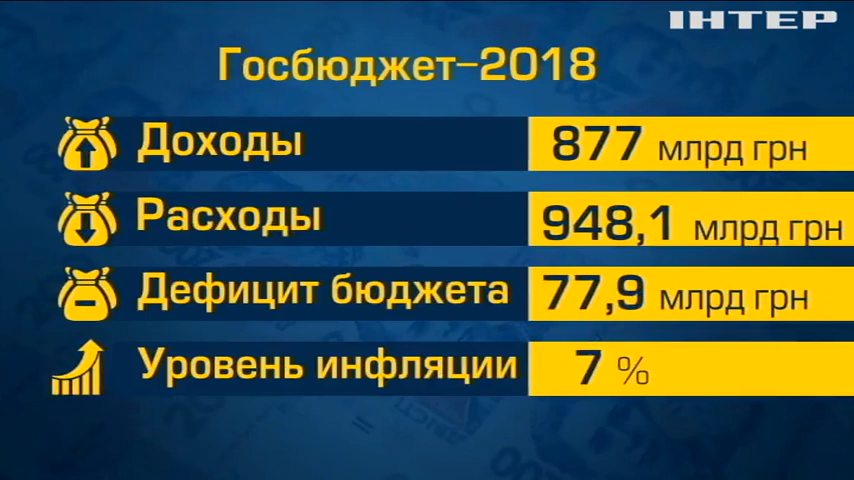 ІНТЕР
Госбюджет–2018
Доходы 877 млрд грн
Расходы 948,1 млрд грн
Дефицит бюджета 77,9 млрд грн
Уровень инфляции 7 %